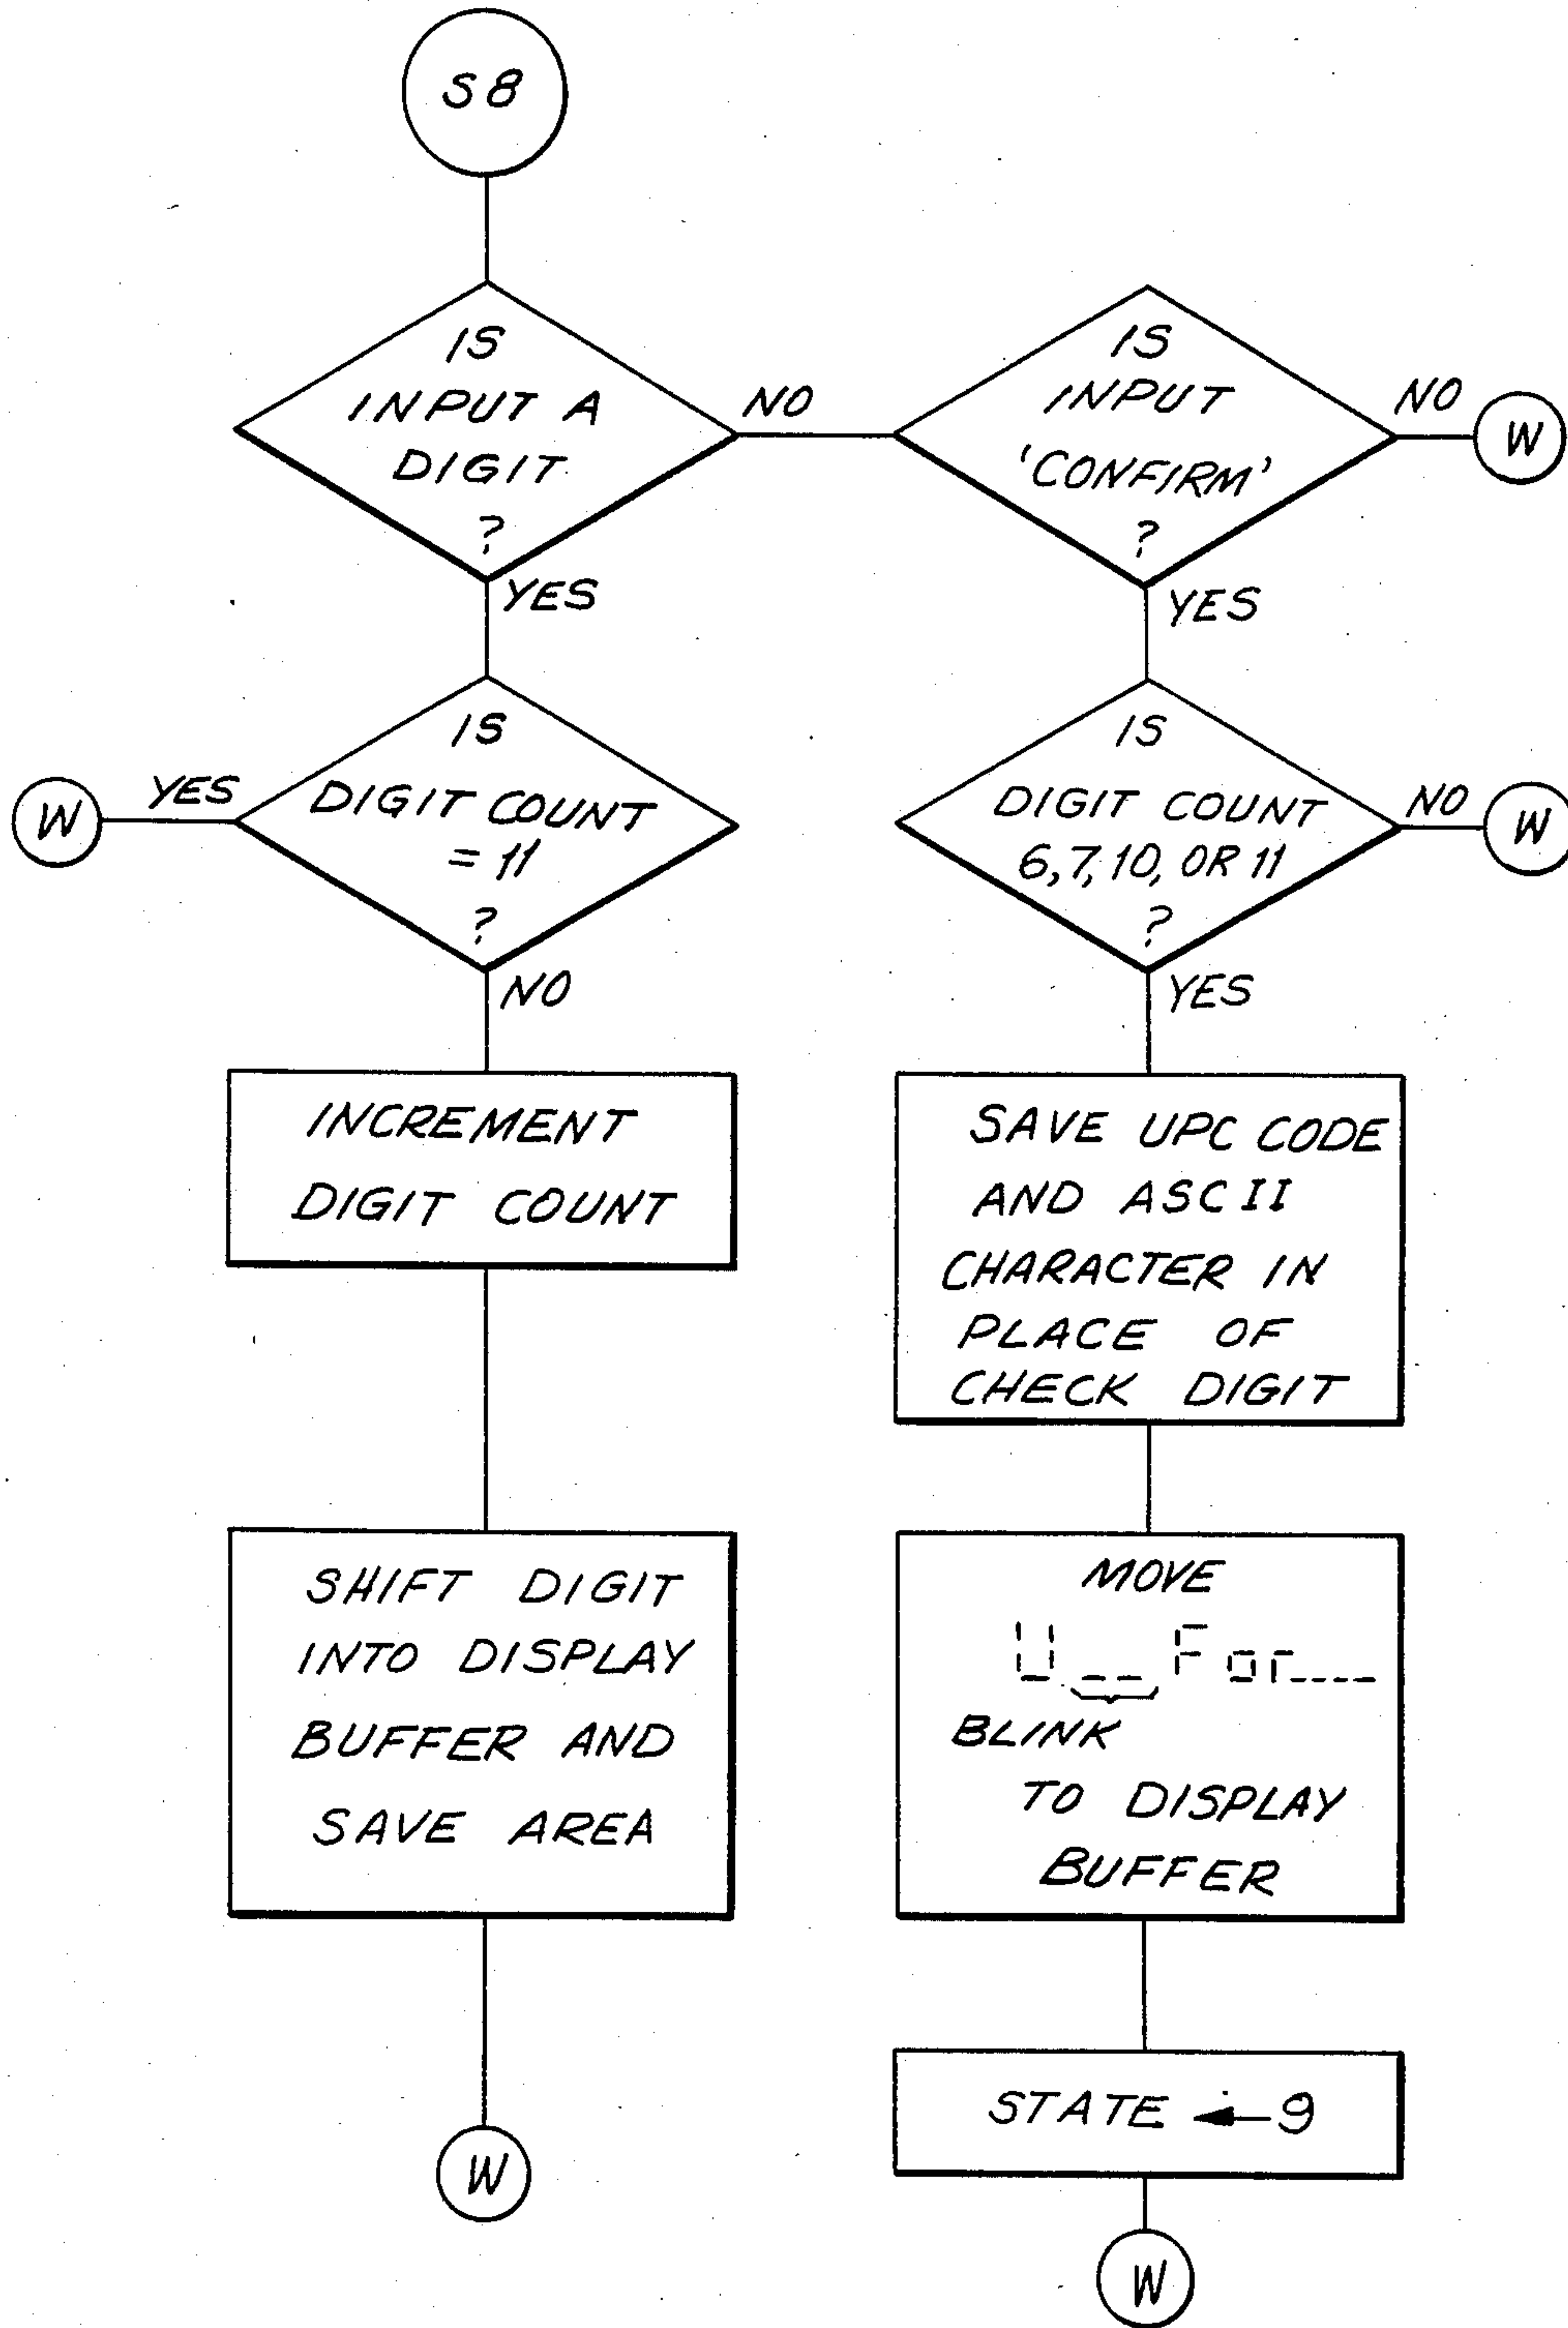 S8
IS
INPUT A
DIGIT
?
NO
YES
IS
INPUT
'CONFIRM'
?
NO
W
YES
IS
DIGIT COUNT
= 11
?
YES
W
NO
IS
DIGIT COUNT
6, 7, 10, OR 11
?
NO
W
YES
INCREMENT
DIGIT COUNT
SHIFT DIGIT
INTO DISPLAY
BUFFER AND
SAVE AREA
W
SAVE UPC CODE
AND ASCII
CHARACTER IN
PLACE OF
CHECK DIGIT
MOVE
U.__For____
BLINK
TO DISPLAY
BUFFER
STATE ← 9
W